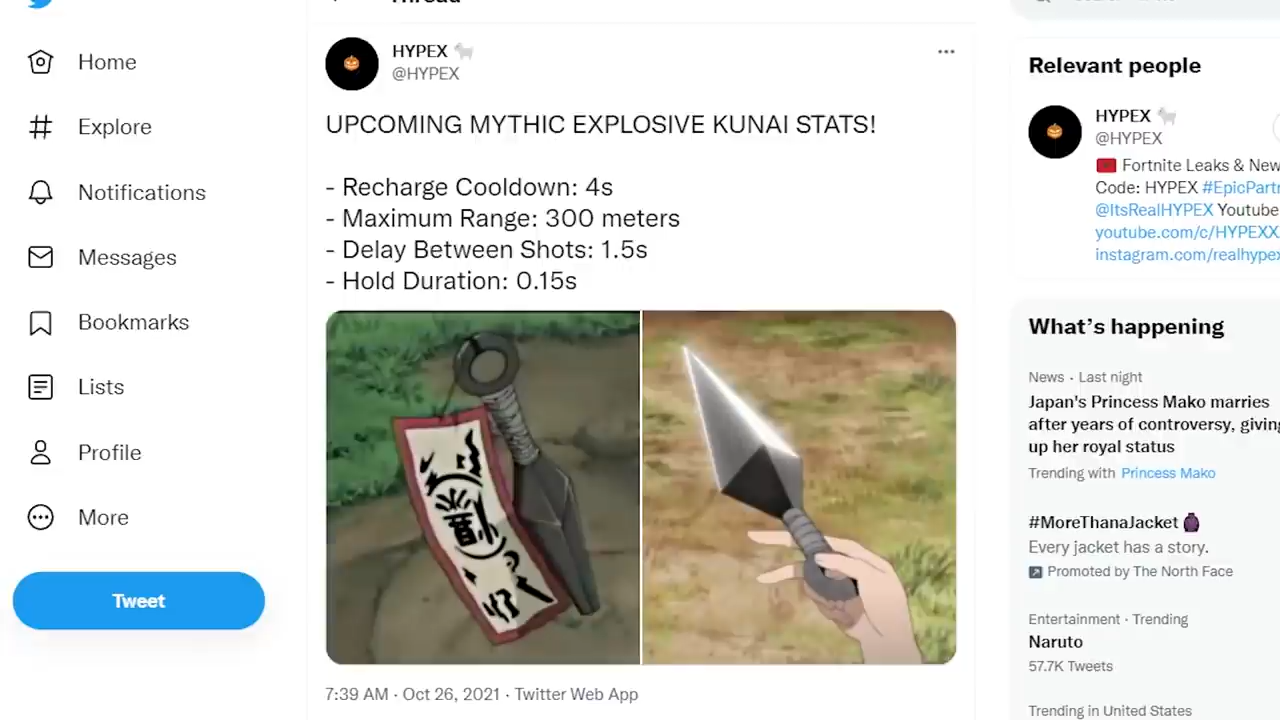 Thread
Home
Explore
Notifications
Messages
Bookmarks
Lists
Profile
More
Tweet
HYPEX
@HYPEX
UPCOMING MYTHIC EXPLOSIVE KUNAI STATS!
- Recharge Cooldown: 4s
- Maximum Range: 300 meters
- Delay Between Shots: 1.5s
- Hold Duration: 0.15s
7:39 AM · Oct 26, 2021 · Twitter Web App
Relevant people
HYPEX
@HYPEX
Fortnite Leaks & New
Code: HYPEX #EpicPartn
@ItsRealHYPEX Youtube
youtube.com/c/HYPEXX
instagram.com/realhypex
What's happening
News · Last night
Japan's Princess Mako marries
after years of controversy, giving
up her royal status
Trending with Princess Mako
#MoreThanaJacket
Every jacket has a story.
Promoted by The North Face
Entertainment · Trending
Naruto
57.7K Tweets
Trending in United States